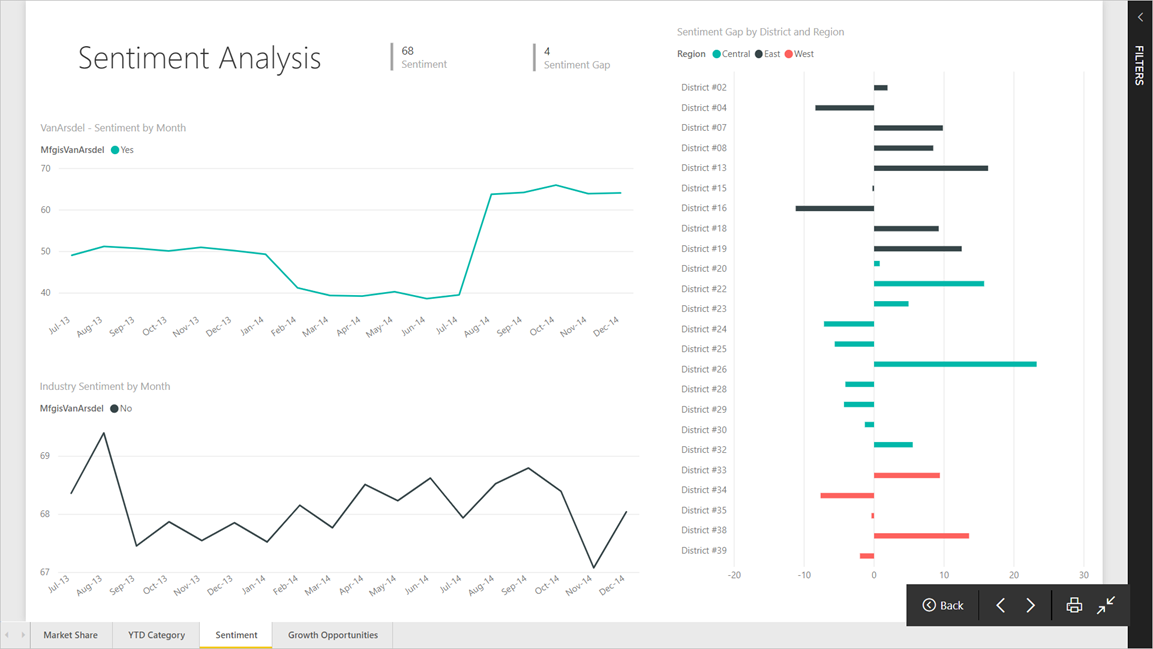 Sentiment Analysis
68
Sentiment
4
Sentiment Gap
VanArsdel - Sentiment by Month
MfgisVanArsdel Yes
70
60
50
40
Jul-13 Aug-13 Sep-13 Oct-13 Nov-13 Dec-13 Jan-14 Feb-14 Mar-14 Apr-14 May-14 Jun-14 Jul-14 Aug-14 Sep-14 Oct-14 Nov-14 Dec-14
Industry Sentiment by Month
MfgisVanArsdel No
69
68
67
Jul-13 Aug-13 Sep-13 Oct-13 Nov-13 Dec-13 Jan-14 Feb-14 Mar-14 Apr-14 May-14 Jun-14 Jul-14 Aug-14 Sep-14 Oct-14 Nov-14 Dec-14
Sentiment Gap by District and Region
Region Central East West
District #02
District #04
District #07
District #08
District #13
District #15
District #16
District #18
District #19
District #20
District #22
District #23
District #24
District #25
District #26
District #28
District #29
District #30
District #32
District #33
District #34
District #35
District #38
District #39
-20 -10 0 10 20 30
FILTERS
Back
Market Share YTD Category Sentiment Growth Opportunities